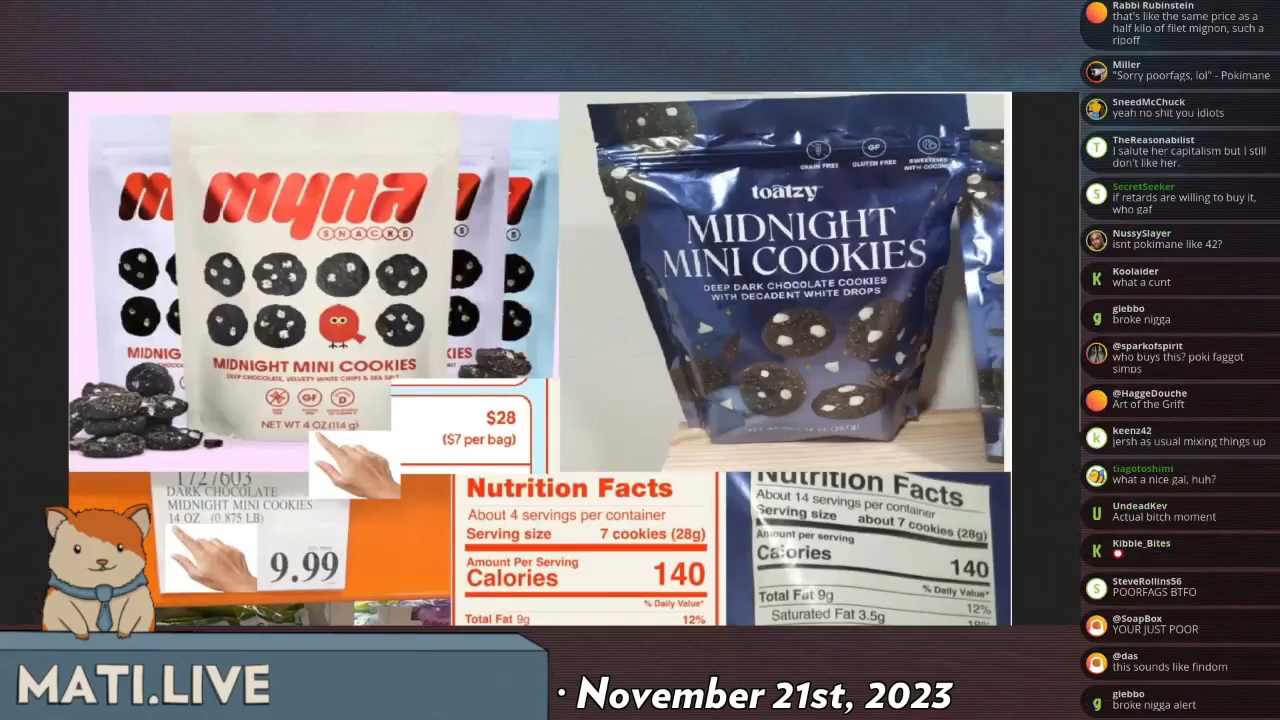 myna
SNACKS
MIDNIGHT MINI COOKIES
GF
D
NET WT 4 OZ (114 g)
MIDNIG
KIES
$28
($7 per bag)
GRAIN FREE
GF
GLUTEN FREE
SWEETENED
WITH COCONUT
toatzy
MIDNIGHT
MINI COOKIES
DEEP DARK CHOCOLATE COOKIES
WITH DECADENT WHITE DROPS
1727603
DARK CHOCOLATE
MIDNIGHT MINI COOKIES
14 OZ (0.875 LB)
9.99
Nutrition Facts
About 4 servings per container
Serving size 7 cookies (28g)
Amount Per Serving
Calories 140
% Daily Value*
Total Fat 9g 12%
Nutrition Facts
About 14 servings per container
Serving size about 7 cookies (28g)
Amount per serving
Calories 140
% Daily Value*
Total Fat 9g 12%
Saturated Fat 3.5g 18%
MATI.LIVE
· November 21st, 2023
Rabbi Rubinstein
that's like the same price as a
half kilo of filet mignon, such a
ripoff
Miller
"Sorry poorfags, lol" - Pokimane
SneedMcChuck
yeah no shit you idiots
TheReasonabilist
I salute her capitalism but I still
don't like her.
SecretSeeker
if retards are willing to buy it,
who gaf
NussySlayer
isnt pokimane like 42?
Koolaider
what a cunt
glebbo
broke nigga
@sparkofspirit
who buys this? poki faggot
simps
@HaggeDouche
Art of the Grift
keenz42
ersh as usual mixing things up
tiagotoshimi
what a nice gal, huh?
UndeadKev
Actual bitch moment
Kibble_Bites
SteveRollins56
POORFAGS BTFO
@SoapBox
YOUR JUST POOR
@das
this sounds like findom
glebbo
broke nigga alert